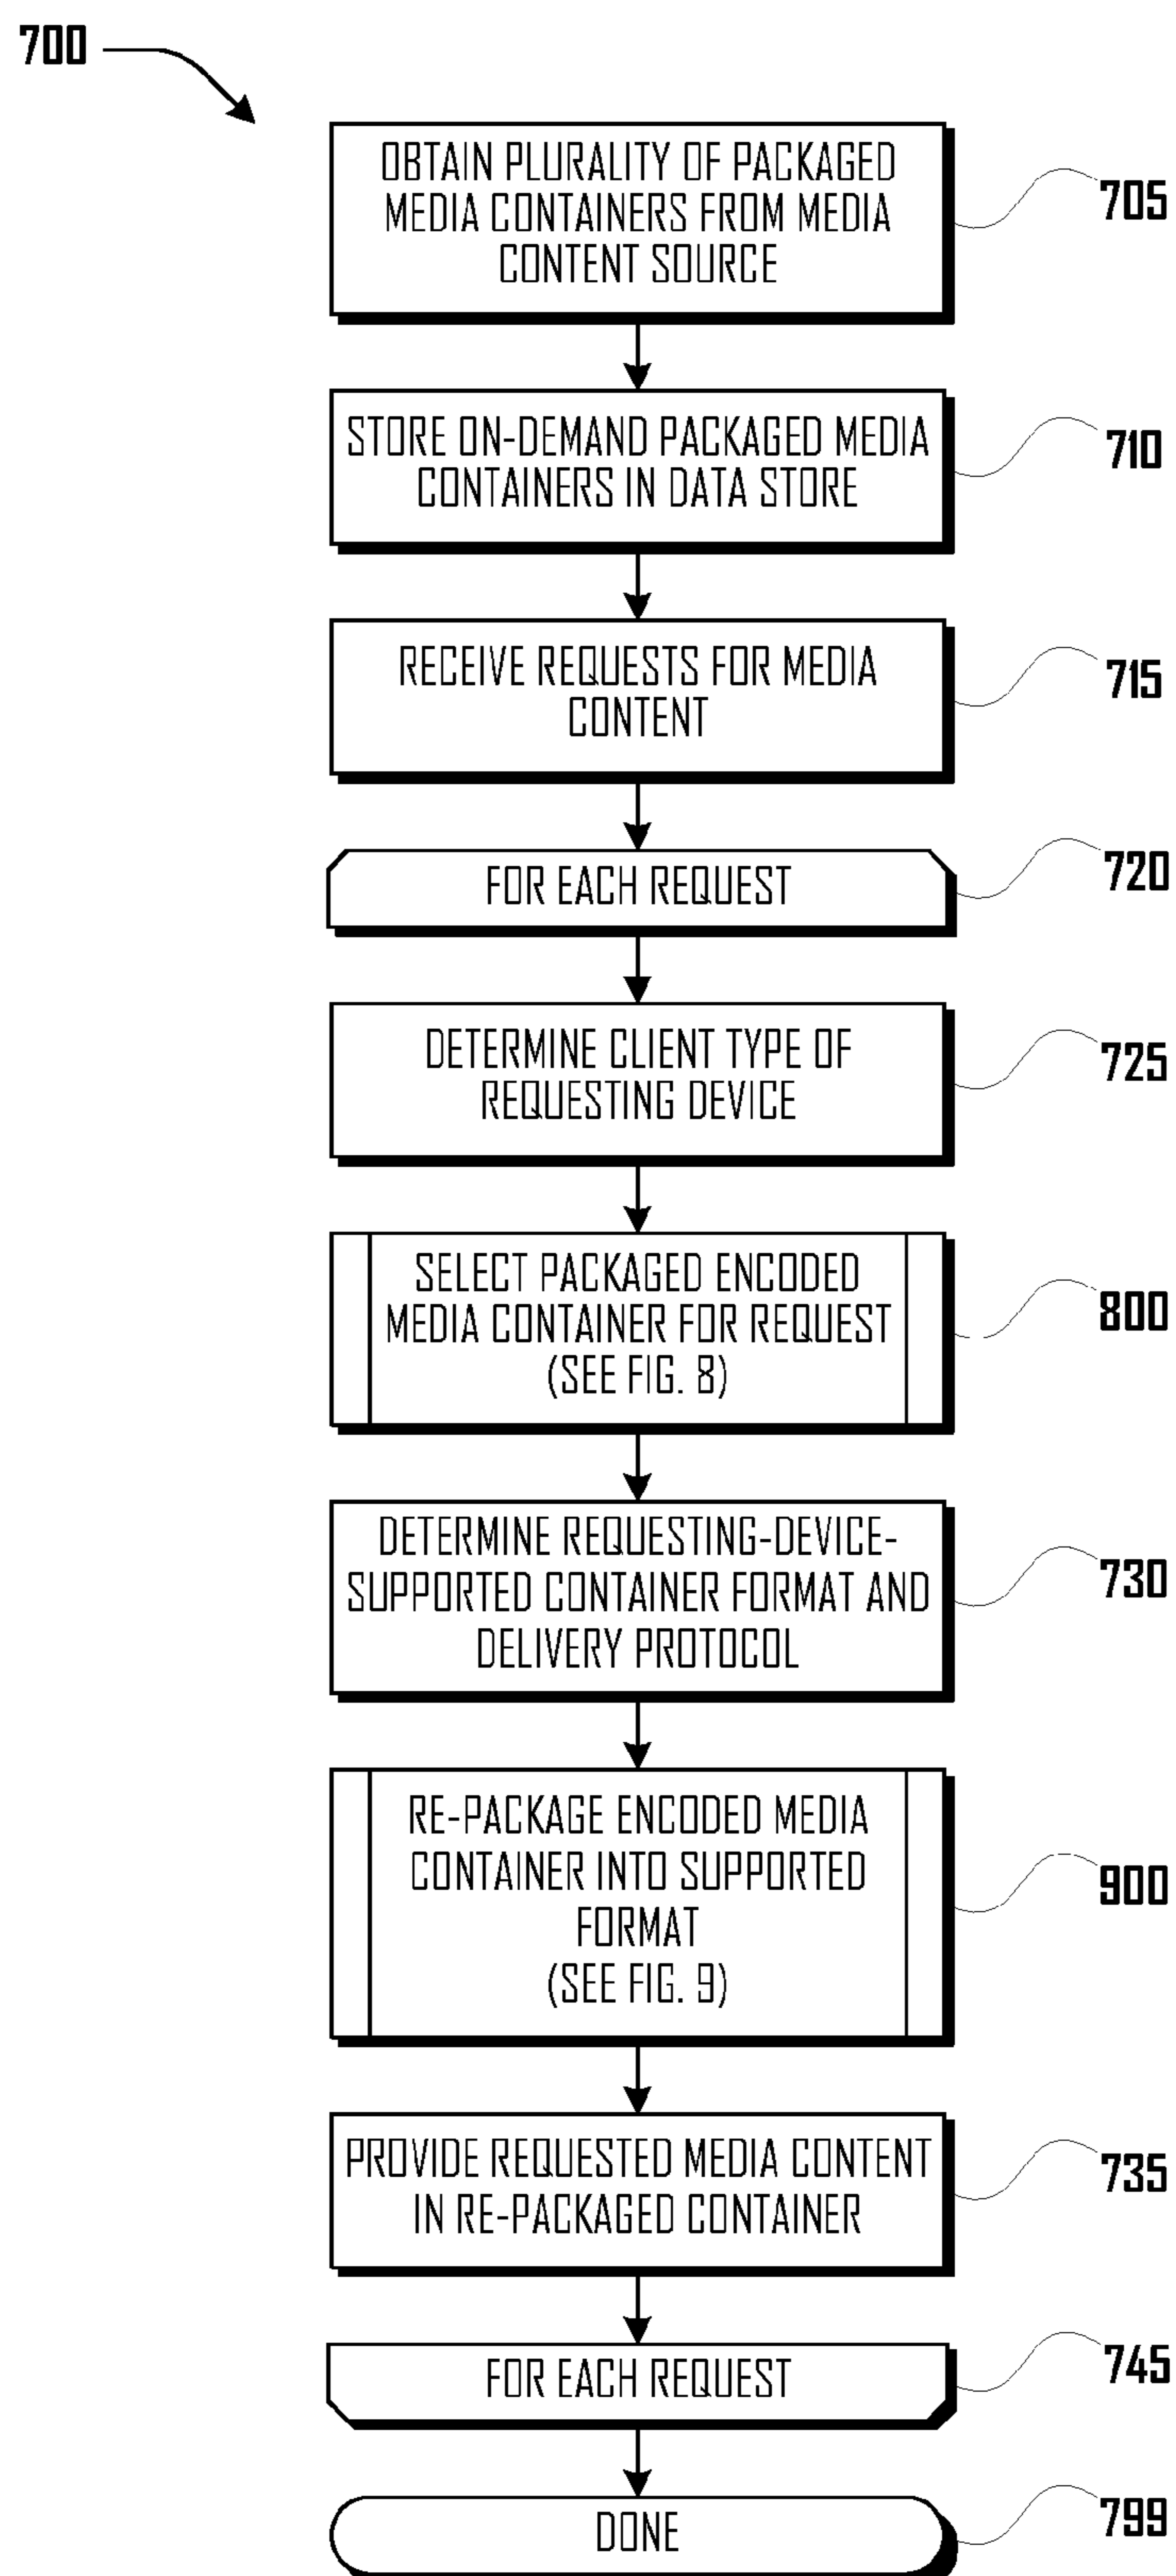 700
OBTAIN PLURALITY OF PACKAGED
MEDIA CONTAINERS FROM MEDIA
CONTENT SOURCE
705
STORE ON-DEMAND PACKAGED MEDIA
CONTAINERS IN DATA STORE
710
RECEIVE REQUESTS FOR MEDIA
CONTENT
715
FOR EACH REQUEST
720
DETERMINE CLIENT TYPE OF
REQUESTING DEVICE
725
SELECT PACKAGED ENCODED
MEDIA CONTAINER FOR REQUEST
(SEE FIG. 8)
800
DETERMINE REQUESTING-DEVICE-
SUPPORTED CONTAINER FORMAT AND
DELIVERY PROTOCOL
730
RE-PACKAGE ENCODED MEDIA
CONTAINER INTO SUPPORTED
FORMAT
(SEE FIG. 9)
900
PROVIDE REQUESTED MEDIA CONTENT
IN RE-PACKAGED CONTAINER
735
FOR EACH REQUEST
745
DONE
799